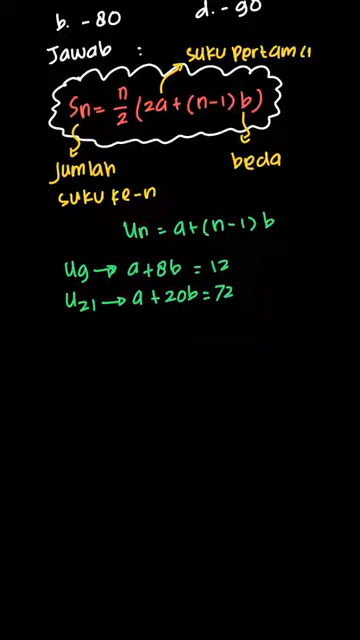 b. - 80 d. - 90
Jawab :
suku pertama
Sn = n/2 (2a + (n-1) b)
jumlah
suku ke-n
beda
Un = a + (n-1) b
U9 → a + 8b = 12
U21 → a + 20b = 72